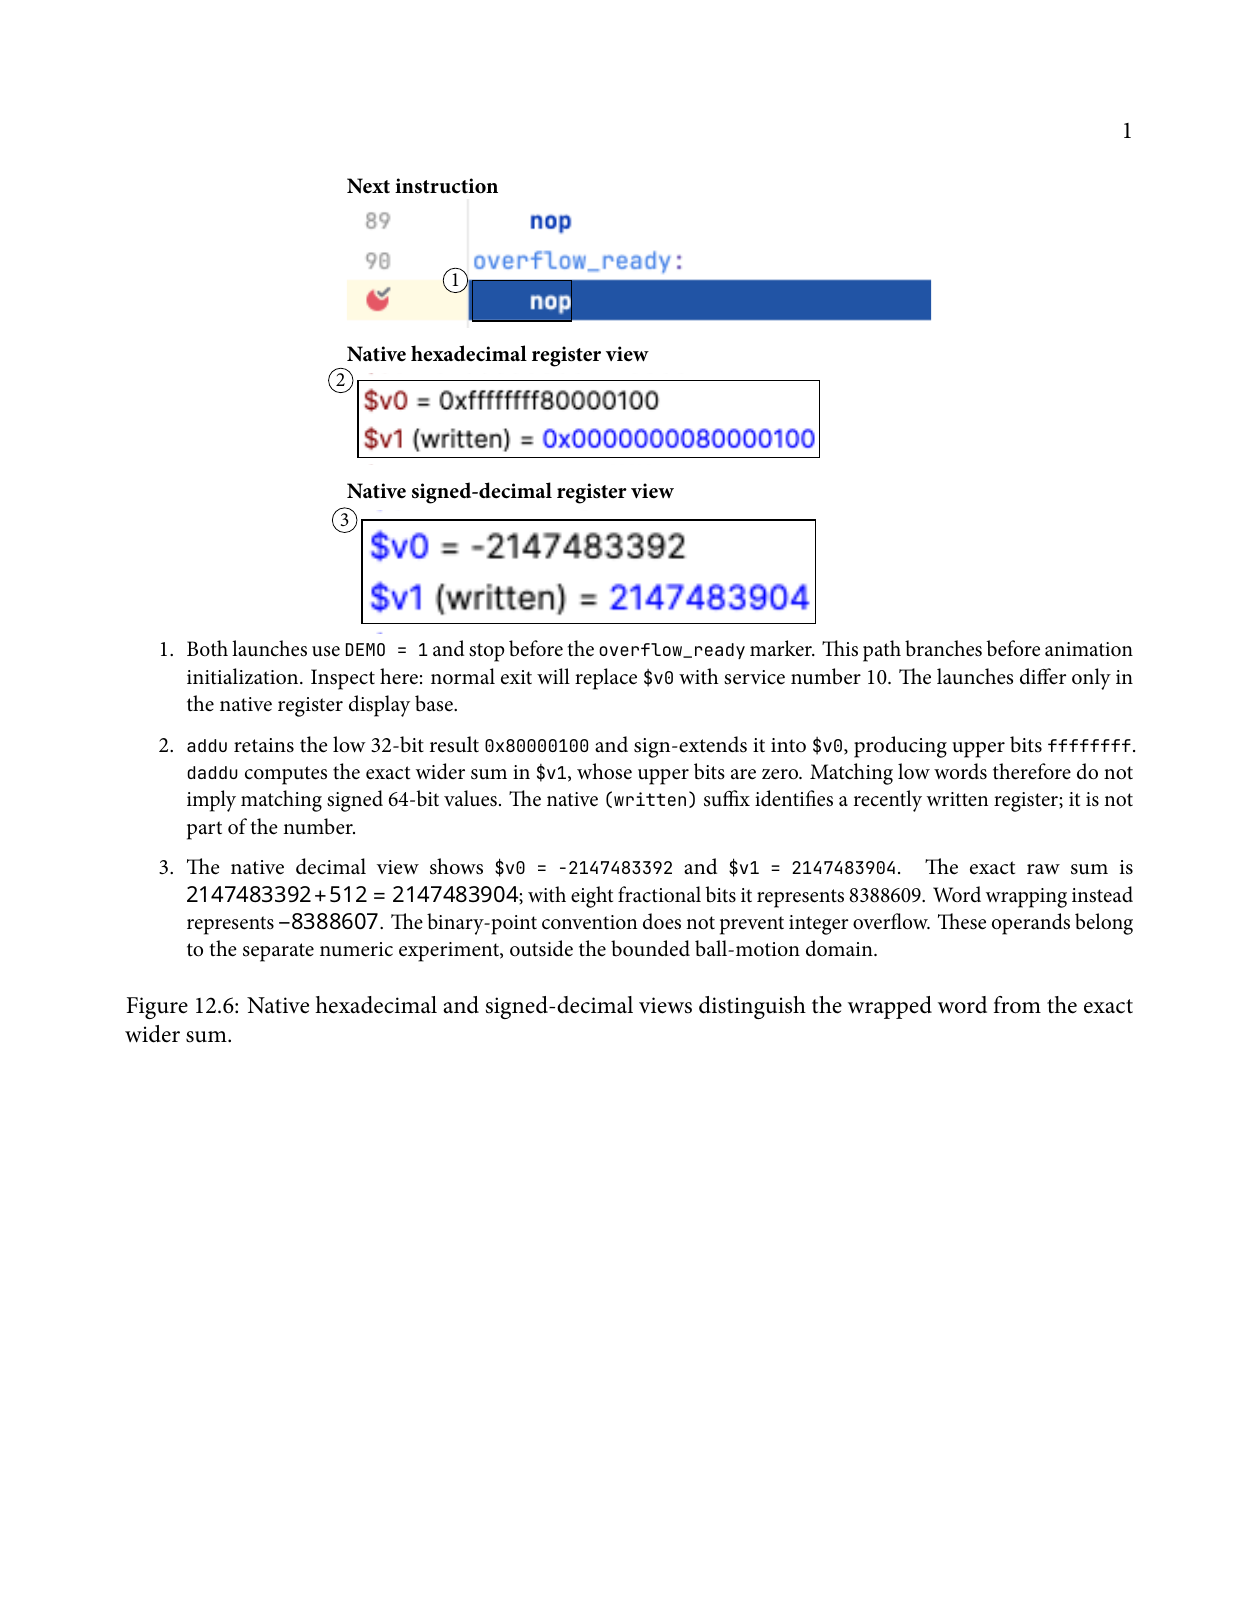 1
Next instruction
89 nop
90 overflow_ready:
1
nop
Native hexadecimal register view
2
$v0 = 0xffffffff80000100
$v1 (written) = 0x0000000080000100
Native signed-decimal register view
3
$v0 = -2147483392
$v1 (written) = 2147483904
1. Both launches use DEMO = 1 and stop before the overflow_ready marker. This path branches before animation
initialization. Inspect here: normal exit will replace $v0 with service number 10. The launches differ only in
the native register display base.
2. addu retains the low 32-bit result 0x80000100 and sign-extends it into $v0, producing upper bits ffffffff.
daddu computes the exact wider sum in $v1, whose upper bits are zero. Matching low words therefore do not
imply matching signed 64-bit values. The native (written) suffix identifies a recently written register; it is not
part of the number.
3. The native decimal view shows $v0 = -2147483392 and $v1 = 2147483904. The exact raw sum is
2147483392+512 = 2147483904; with eight fractional bits it represents 8388609. Word wrapping instead
represents −8388607. The binary-point convention does not prevent integer overflow. These operands belong
to the separate numeric experiment, outside the bounded ball-motion domain.
Figure 12.6: Native hexadecimal and signed-decimal views distinguish the wrapped word from the exact
wider sum.